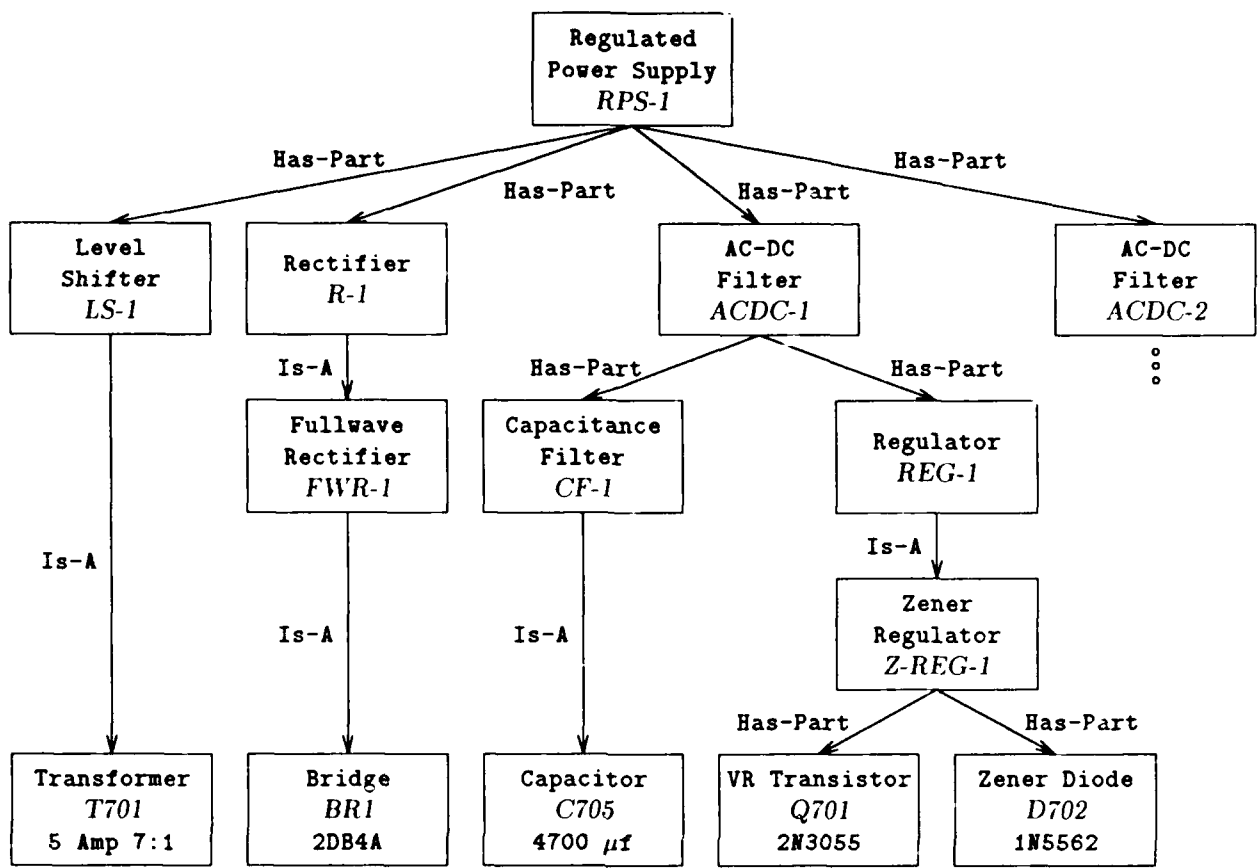 Regulated
Power Supply
RPS-1
Has-Part
Has-Part
Has-Part
Has-Part
Level
Shifter
LS-1
Rectifier
R-1
AC-DC
Filter
ACDC-1
AC-DC
Filter
ACDC-2
Is-A
Has-Part
Has-Part
Fullwave
Rectifier
FWR-1
Capacitance
Filter
CF-1
Regulator
REG-1
Is-A
Is-A
Is-A
Is-A
Zener
Regulator
Z-REG-1
Has-Part
Has-Part
Transformer
T701
5 Amp 7:1
Bridge
BR1
2DB4A
Capacitor
C705
4700 μf
VR Transistor
Q701
2N3055
Zener Diode
D702
1N5562